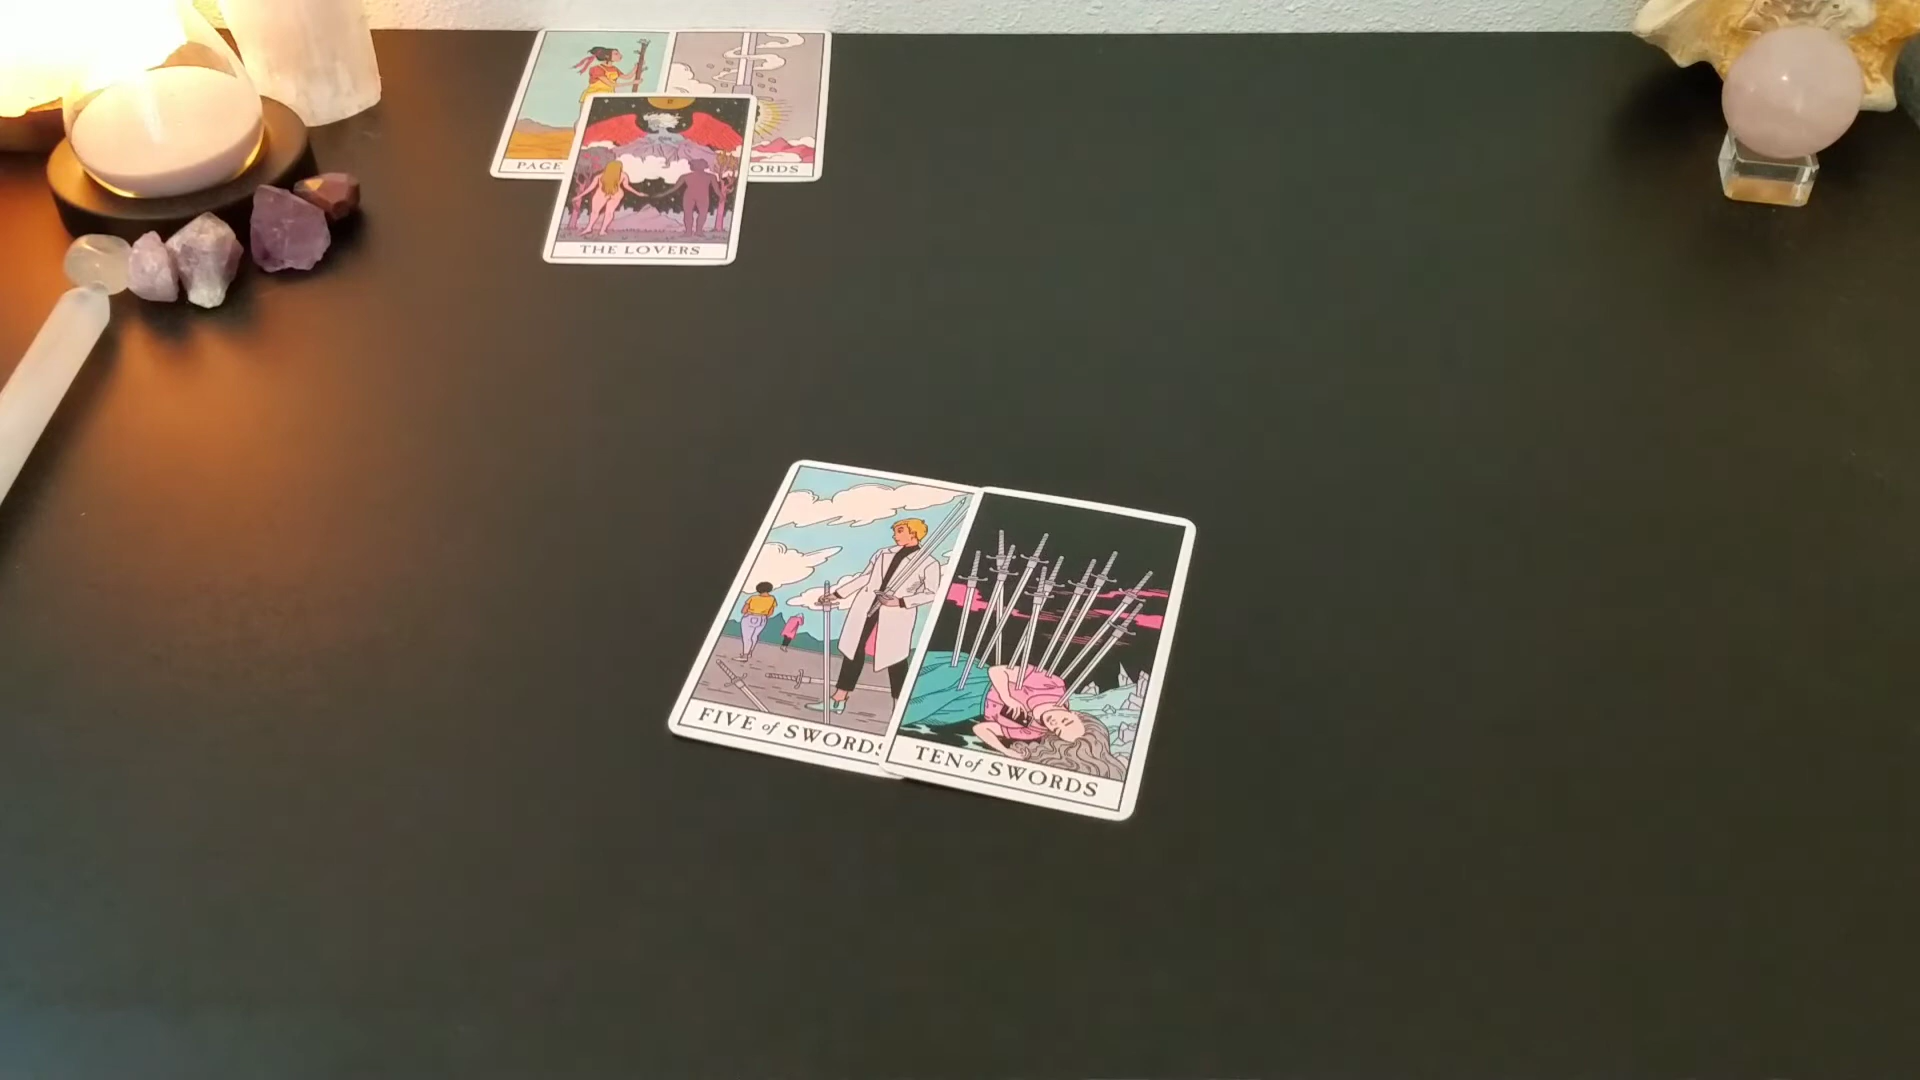 PAGE
ORDS
THE LOVERS
FIVE of SWORDS
TEN of SWORDS